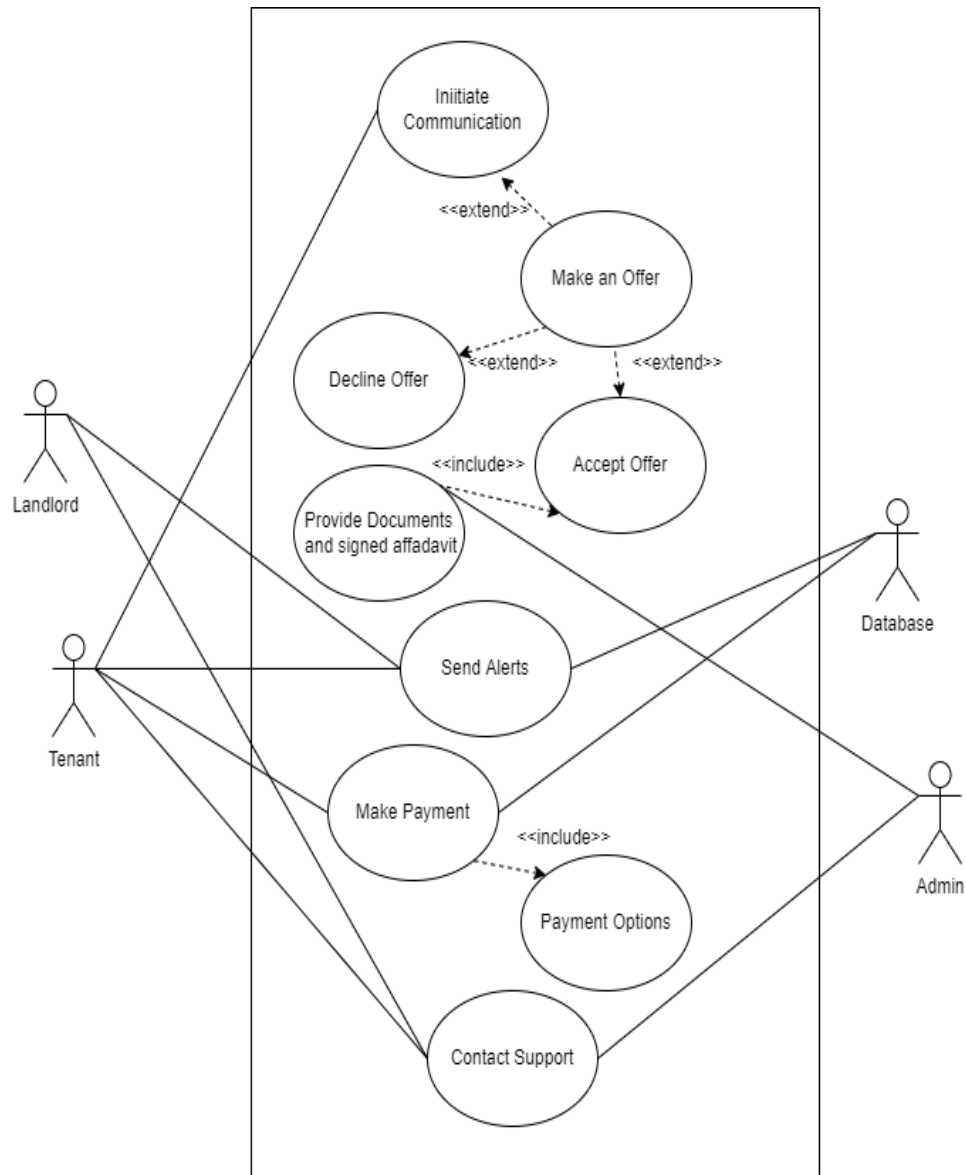 Iniitiate
Communication
<<extend>>
Make an Offer
Decline Offer
<<extend>>
<<extend>>
Landlord
<<include>>
Accept Offer
Provide Documents
and signed affadavit
Database
Send Alerts
Tenant
Make Payment
<<include>>
Admin
Payment Options
Contact Support